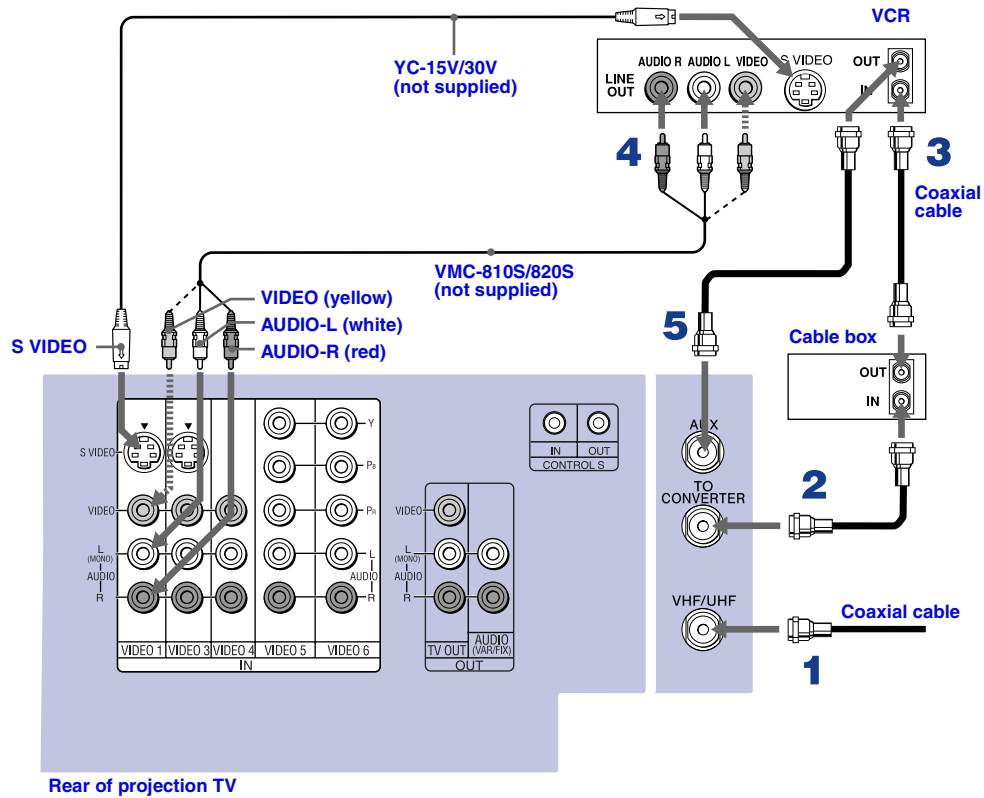 VCR
YC-15V/30V
(not supplied)
AUDIO R AUDIO L VIDEO S VIDEO OUT
LINE
OUT
IN
4
3
Coaxial
cable
VMC-810S/820S
(not supplied)
VIDEO (yellow)
AUDIO-L (white)
AUDIO-R (red)
S VIDEO
5
Cable box
OUT
IN
S VIDEO
VIDEO
L
(MONO)
AUDIO
R
Y
PB
PR
L
AUDIO
R
VIDEO 1 VIDEO 3 VIDEO 4 VIDEO 5 VIDEO 6
IN
IN OUT
CONTROL S
VIDEO
L
(MONO)
AUDIO
R
TV OUT
AUDIO
(VAR/FIX)
OUT
AUX
TO
CONVERTER
2
VHF/UHF
Coaxial cable
1
Rear of projection TV